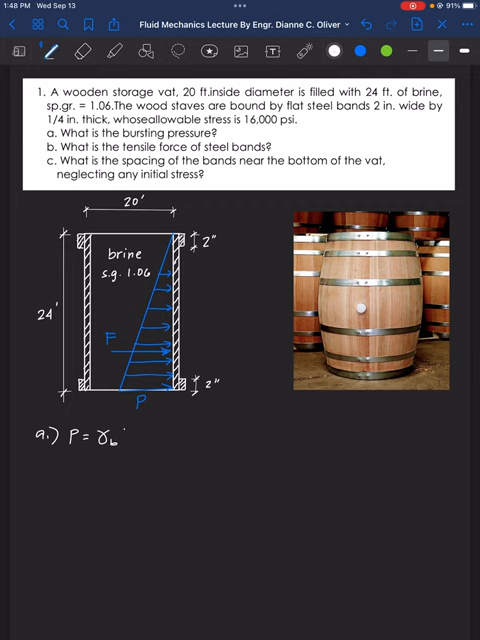 1:48 PM Wed Sep 13
91%
Fluid Mechanics Lecture By Engr. Dianne C. Oliver
1. A wooden storage vat, 20 ft.inside diameter is filled with 24 ft. of brine,
sp.gr. = 1.06.The wood staves are bound by flat steel bands 2 in. wide by
1/4 in. thick, whoseallowable stress is 16,000 psi.
a. What is the bursting pressure?
b. What is the tensile force of steel bands?
c. What is the spacing of the bands near the bottom of the vat,
neglecting any initial stress?
20'
2"
brine
s.g. 1.06
24'
F
2"
P
a.) P = γb